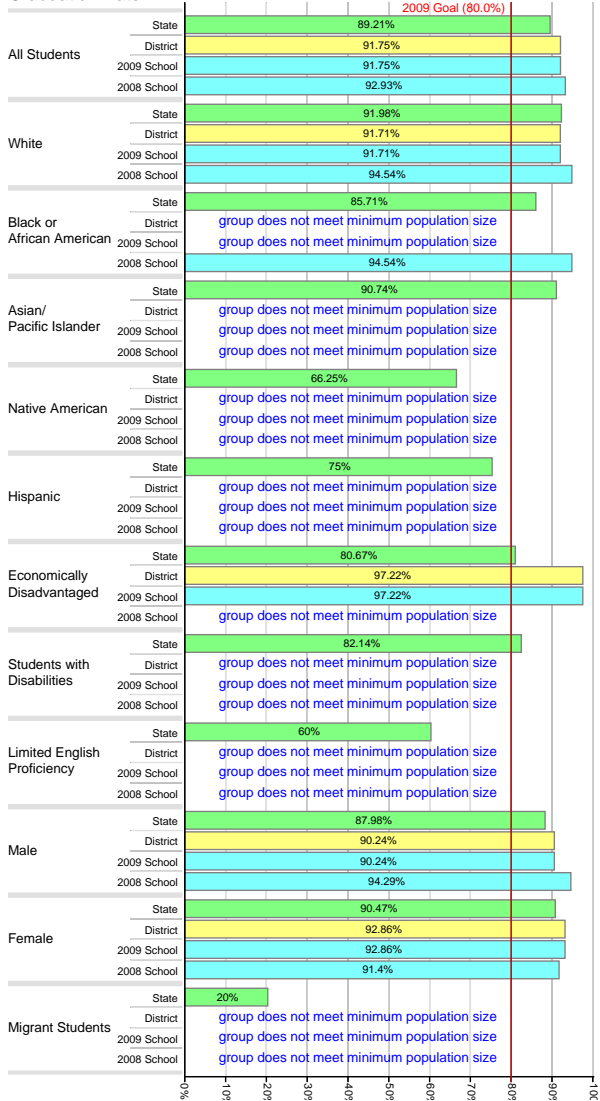 2009 Goal (80.0%)
All Students
State 89.21%
District 91.75%
2009 School 91.75%
2008 School 92.93%
White
State 91.98%
District 91.71%
2009 School 91.71%
2008 School 94.54%
Black or
African American
State 85.71%
District group does not meet minimum population size
2009 School group does not meet minimum population size
2008 School 94.54%
Asian/
Pacific Islander
State 90.74%
District group does not meet minimum population size
2009 School group does not meet minimum population size
2008 School group does not meet minimum population size
Native American
State 66.25%
District group does not meet minimum population size
2009 School group does not meet minimum population size
2008 School group does not meet minimum population size
Hispanic
State 75%
District group does not meet minimum population size
2009 School group does not meet minimum population size
2008 School group does not meet minimum population size
Economically
Disadvantaged
State 80.67%
District 97.22%
2009 School 97.22%
2008 School group does not meet minimum population size
Students with
Disabilities
State 82.14%
District group does not meet minimum population size
2009 School group does not meet minimum population size
2008 School group does not meet minimum population size
Limited English
Proficiency
State 60%
District group does not meet minimum population size
2009 School group does not meet minimum population size
2008 School group does not meet minimum population size
Male
State 87.98%
District 90.24%
2009 School 90.24%
2008 School 94.29%
Female
State 90.47%
District 92.86%
2009 School 92.86%
2008 School 91.4%
Migrant Students
State 20%
District group does not meet minimum population size
2009 School group does not meet minimum population size
2008 School group does not meet minimum population size
0% 10% 20% 30% 40% 50% 60% 70% 80% 90% 100